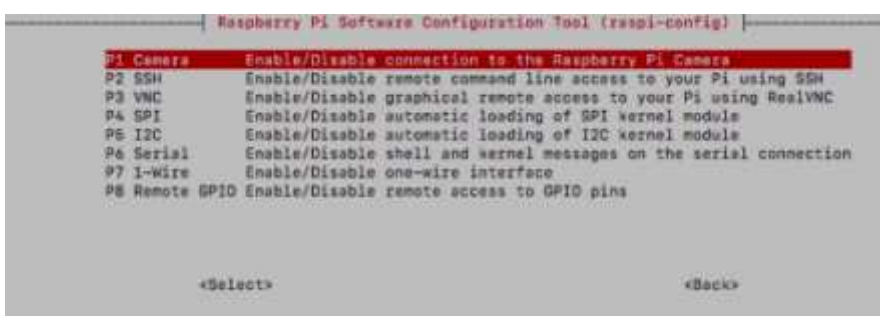 Raspberry Pi Software Configuration Tool (raspi-config)
P1 Camera Enable/Disable connection to the Raspberry Pi Camera
P2 SSH Enable/Disable remote command line access to your Pi using SSH
P3 VNC Enable/Disable graphical remote access to your Pi using RealVNC
P4 SPI Enable/Disable automatic loading of SPI kernel module
P5 I2C Enable/Disable automatic loading of I2C kernel module
P6 Serial Enable/Disable shell and kernel messages on the serial connection
P7 1-Wire Enable/Disable one-wire interface
P8 Remote GPIO Enable/Disable remote access to GPIO pins
<Select> <Back>